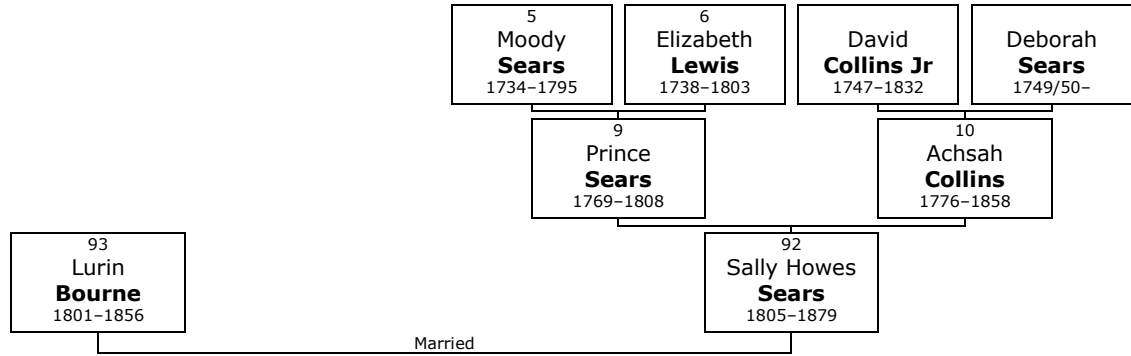 5
Moody
Sears
1734–1795
6
Elizabeth
Lewis
1738–1803
David
Collins Jr
1747–1832
Deborah
Sears
1749/50–
9
Prince
Sears
1769–1808
10
Achsah
Collins
1776–1858
93
Lurin
Bourne
1801–1856
92
Sally Howes
Sears
1805–1879
Married